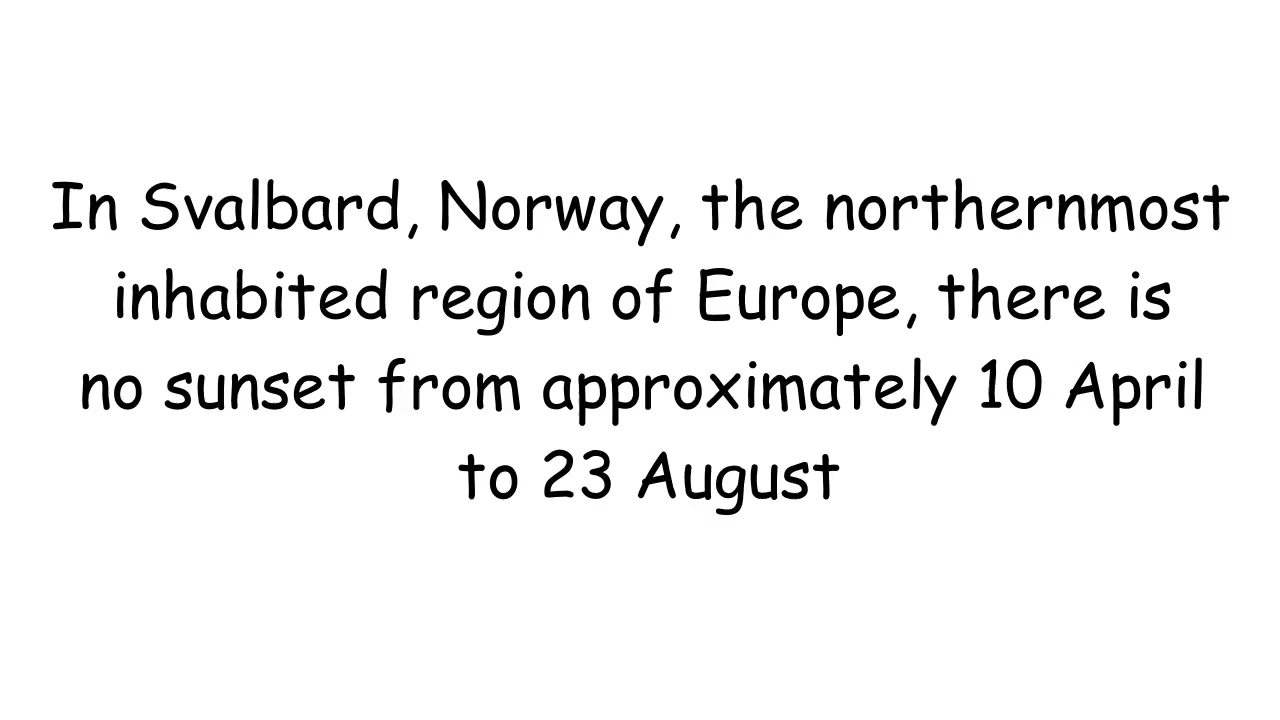 In Svalbard, Norway, the northernmost
inhabited region of Europe, there is
no sunset from approximately 10 April
to 23 August